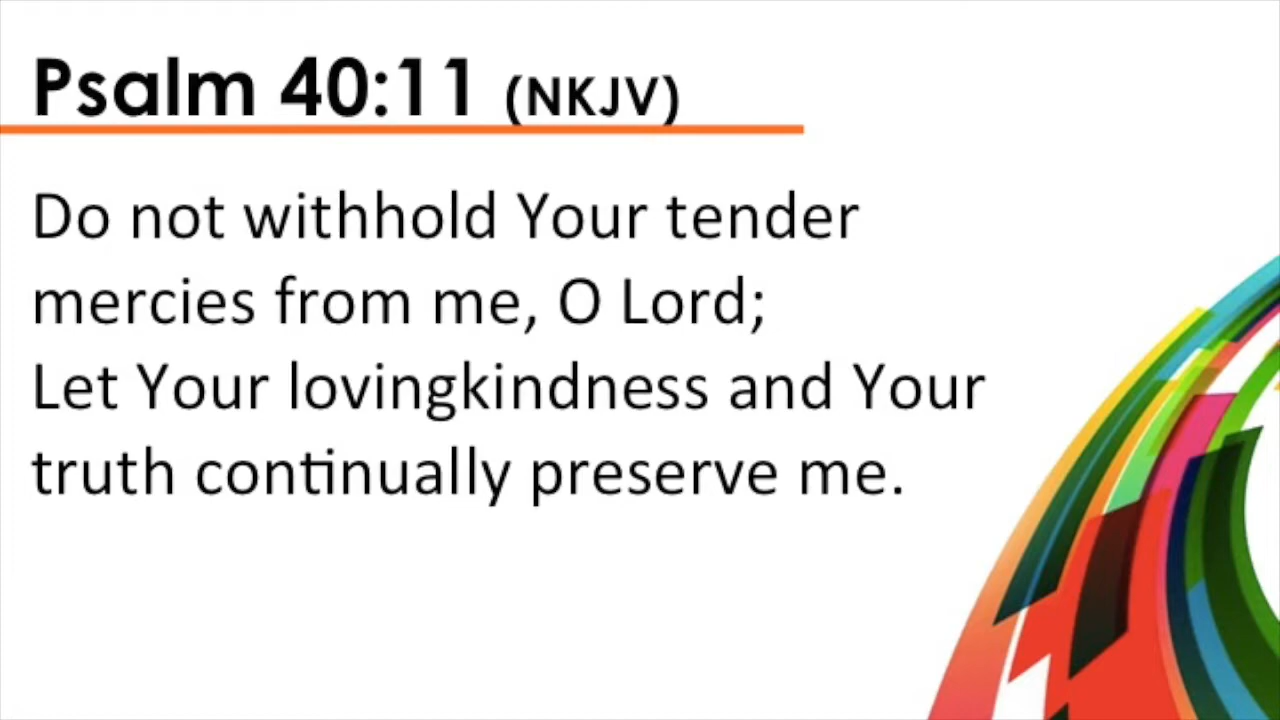 Psalm 40:11 (NKJV)
Do not withhold Your tender
mercies from me, O Lord;
Let Your lovingkindness and Your
truth continually preserve me.